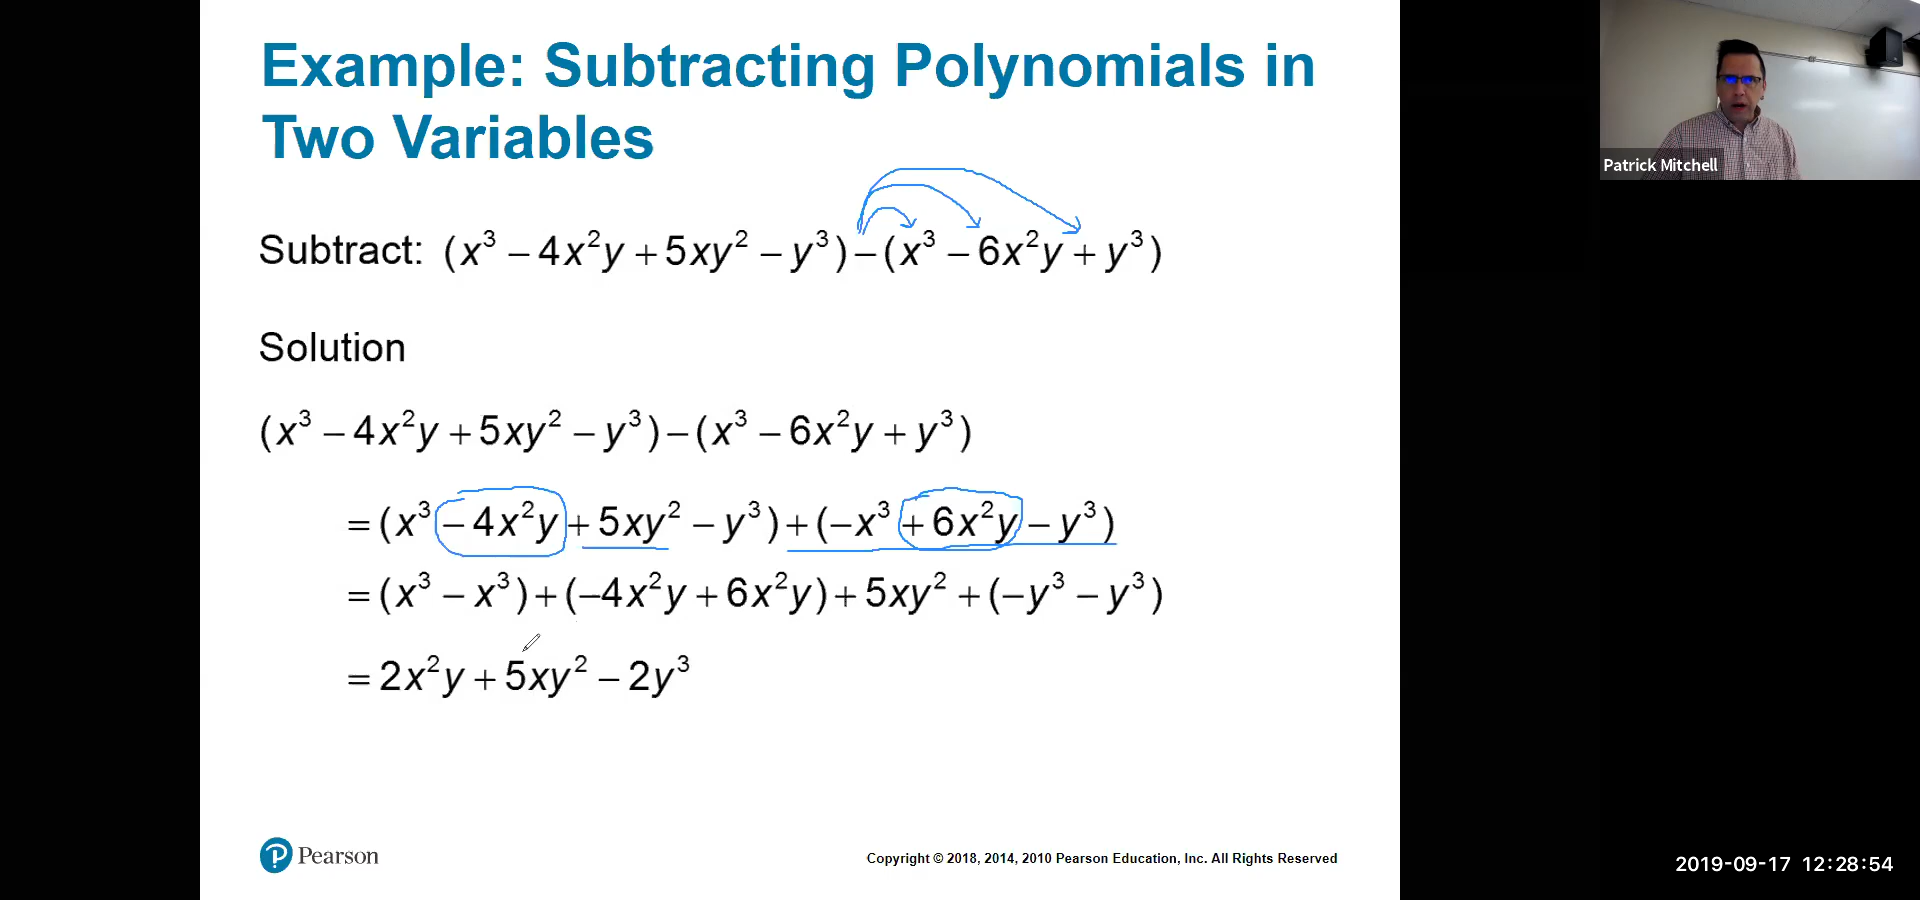 Example: Subtracting Polynomials in
Two Variables
Subtract: (x³ − 4x²y + 5xy² − y³) − (x³ − 6x²y + y³)
Solution
(x³ − 4x²y + 5xy² − y³) − (x³ − 6x²y + y³)
= (x³ − 4x²y + 5xy² − y³) + (−x³ + 6x²y − y³)
= (x³ − x³) + (−4x²y + 6x²y) + 5xy² + (−y³ − y³)
= 2x²y + 5xy² − 2y³
Pearson
Copyright © 2018, 2014, 2010 Pearson Education, Inc. All Rights Reserved
Patrick Mitchell
2019-09-17 12:28:54